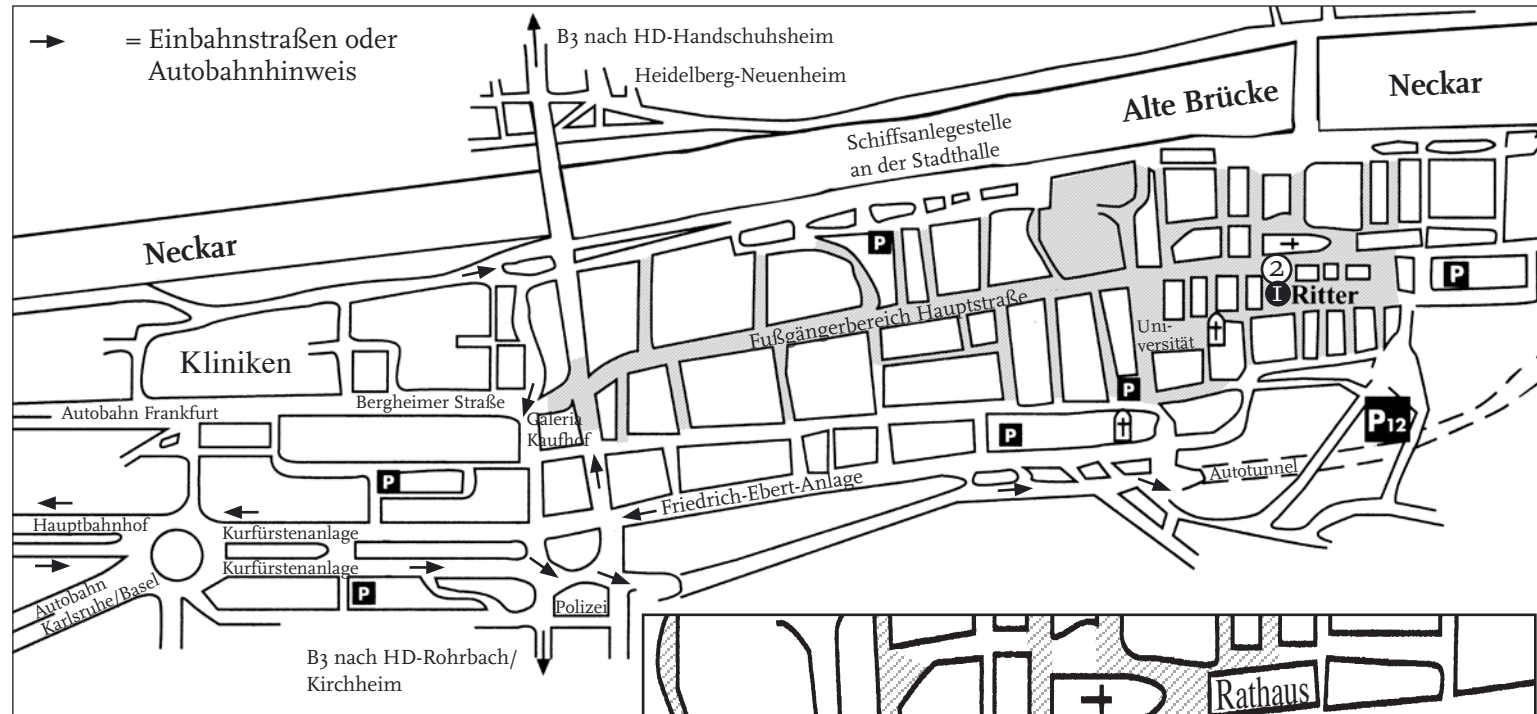 = Einbahnstraßen oder
Autobahnhinweis
B3 nach HD-Handschuhsheim
Heidelberg-Neuenheim
Alte Brücke
Neckar
Schiffsanlegestelle
an der Stadthalle
Neckar
P
P
2
1 Ritter
Fußgängerbereich Hauptstraße
Uni-
versität
Kliniken
Bergheimer Straße
P
Autobahn Frankfurt
Galeria
Kaufhof
P
P12
P
Autotunnel
Friedrich-Ebert-Anlage
Hauptbahnhof
Kurfürstenanlage
Kurfürstenanlage
P
Autobahn
Karlsruhe/Basel
Polizei
B3 nach HD-Rohrbach/
Kirchheim
Rathaus